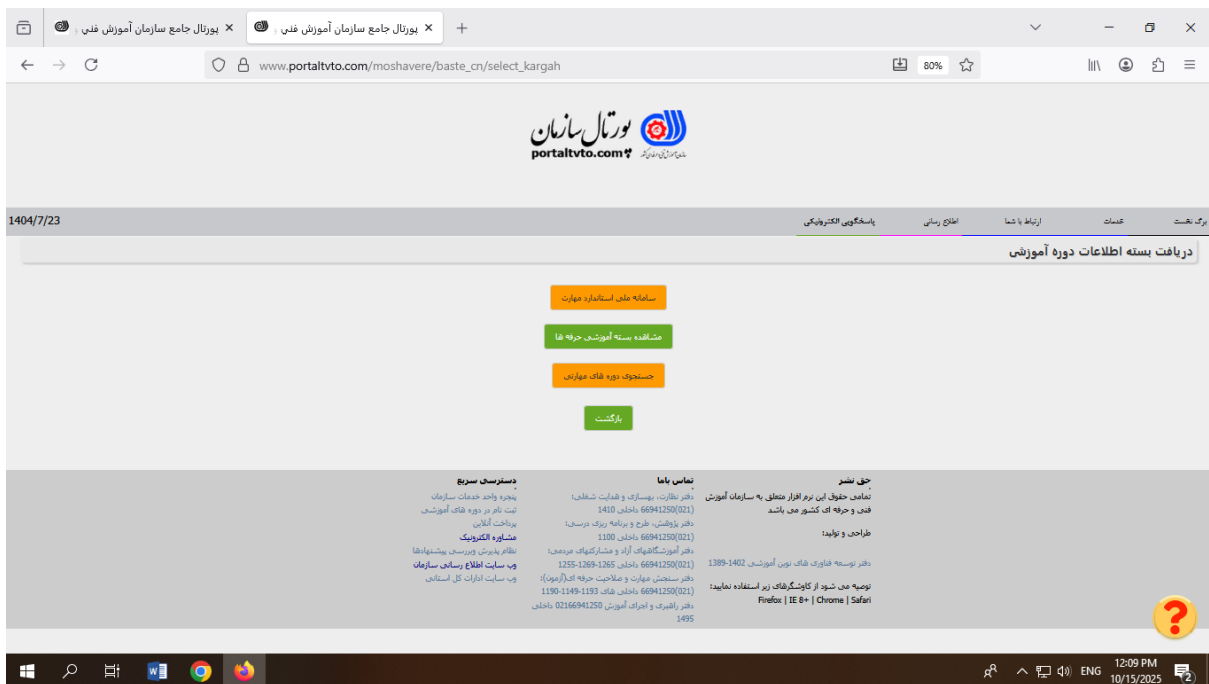 پورتال جامع سازمان آموزش فنی
پورتال جامع سازمان آموزش فنی
www.portaltvto.com/moshavere/baste_cn/select_kargah
80%
پورتال سازمان
portaltvto.com
برگ نخست
خدمات
ارتباط با شما
اطلاع رسانی
پاسخگویی الکترونیکی
1404/7/23
دریافت بسته اطلاعات دوره آموزشی
سامانه ملی استاندارد مهارت
مشاهده بسته آموزشی حرفه ها
جستجوی دوره های مهارتی
بازگشت
حق نشر
تمامی حقوق این نرم افزار متعلق به سازمان آموزش
فنی و حرفه ای کشور می باشد
طراحی و تولید:
دفتر توسعه فناوری های نوین آموزشی 1402-1389
توصیه می شود از کاوشگرهای زیر استفاده نمایید:
Firefox | IE 8+ | Chrome | Safari
تماس باما
دفتر نظارت، بهسازی و هدایت شغلی:
(021)66941250 داخلی 1410
دفتر پژوهش، طرح و برنامه ریزی درسی:
(021)66941250 داخلی 1100
دفتر آموزشگاههای آزاد و مشارکتهای مردمی:
(021)66941250 داخلی 1265-1269-1255
دفتر سنجش مهارت و صلاحیت حرفه ای(آزمون):
(021)66941250 داخلی های 1193-1149-1190
دفتر راهبری و اجرای آموزش 02166941250 داخلی
1495
دسترسی سریع
پنجره واحد خدمات سازمان
ثبت نام در دوره های آموزشی
پرداخت آنلاین
مشاوره الکترونیک
نظام پذیرش وبررسی پیشنهادها
وب سایت اطلاع رسانی سازمان
وب سایت ادارات کل استانی
?
ENG
12:09 PM
10/15/2025
2